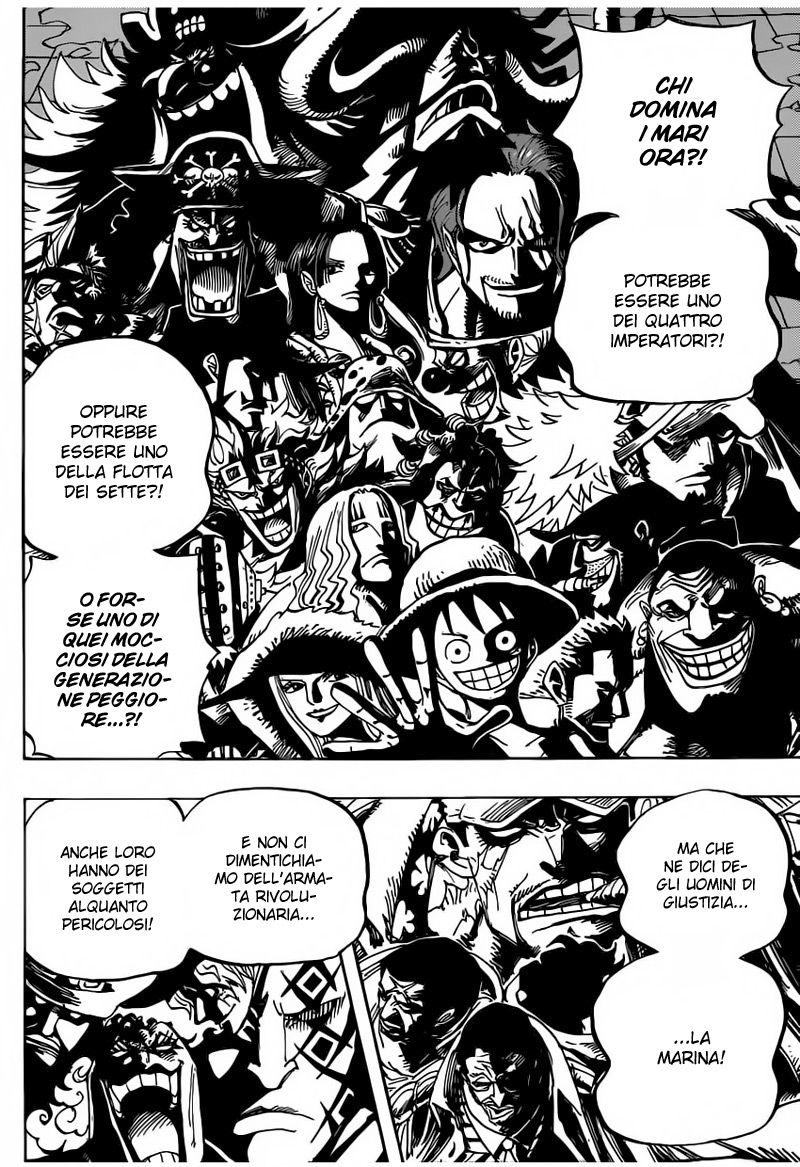 CHI
DOMINA
I MARI
ORA?!
POTREBBE
ESSERE UNO
DEI QUATTRO
IMPERATORI?!
OPPURE
POTREBBE
ESSERE UNO
DELLA FLOTTA
DEI SETTE?!
O FOR-
SE UNO DI
QUEI MOC-
CIOSI DELLA
GENERAZIO-
NE PEGGIO-
RE...?!
MA CHE
NE DICI DE-
GLI UOMINI DI
GIUSTIZIA...
...LA
MARINA!
E NON CI
DIMENTICHIA-
MO DELL'ARMA-
TA RIVOLU-
ZIONARIA...
ANCHE LORO
HANNO DEI
SOGGETTI
ALQUANTO
PERICOLOSI!